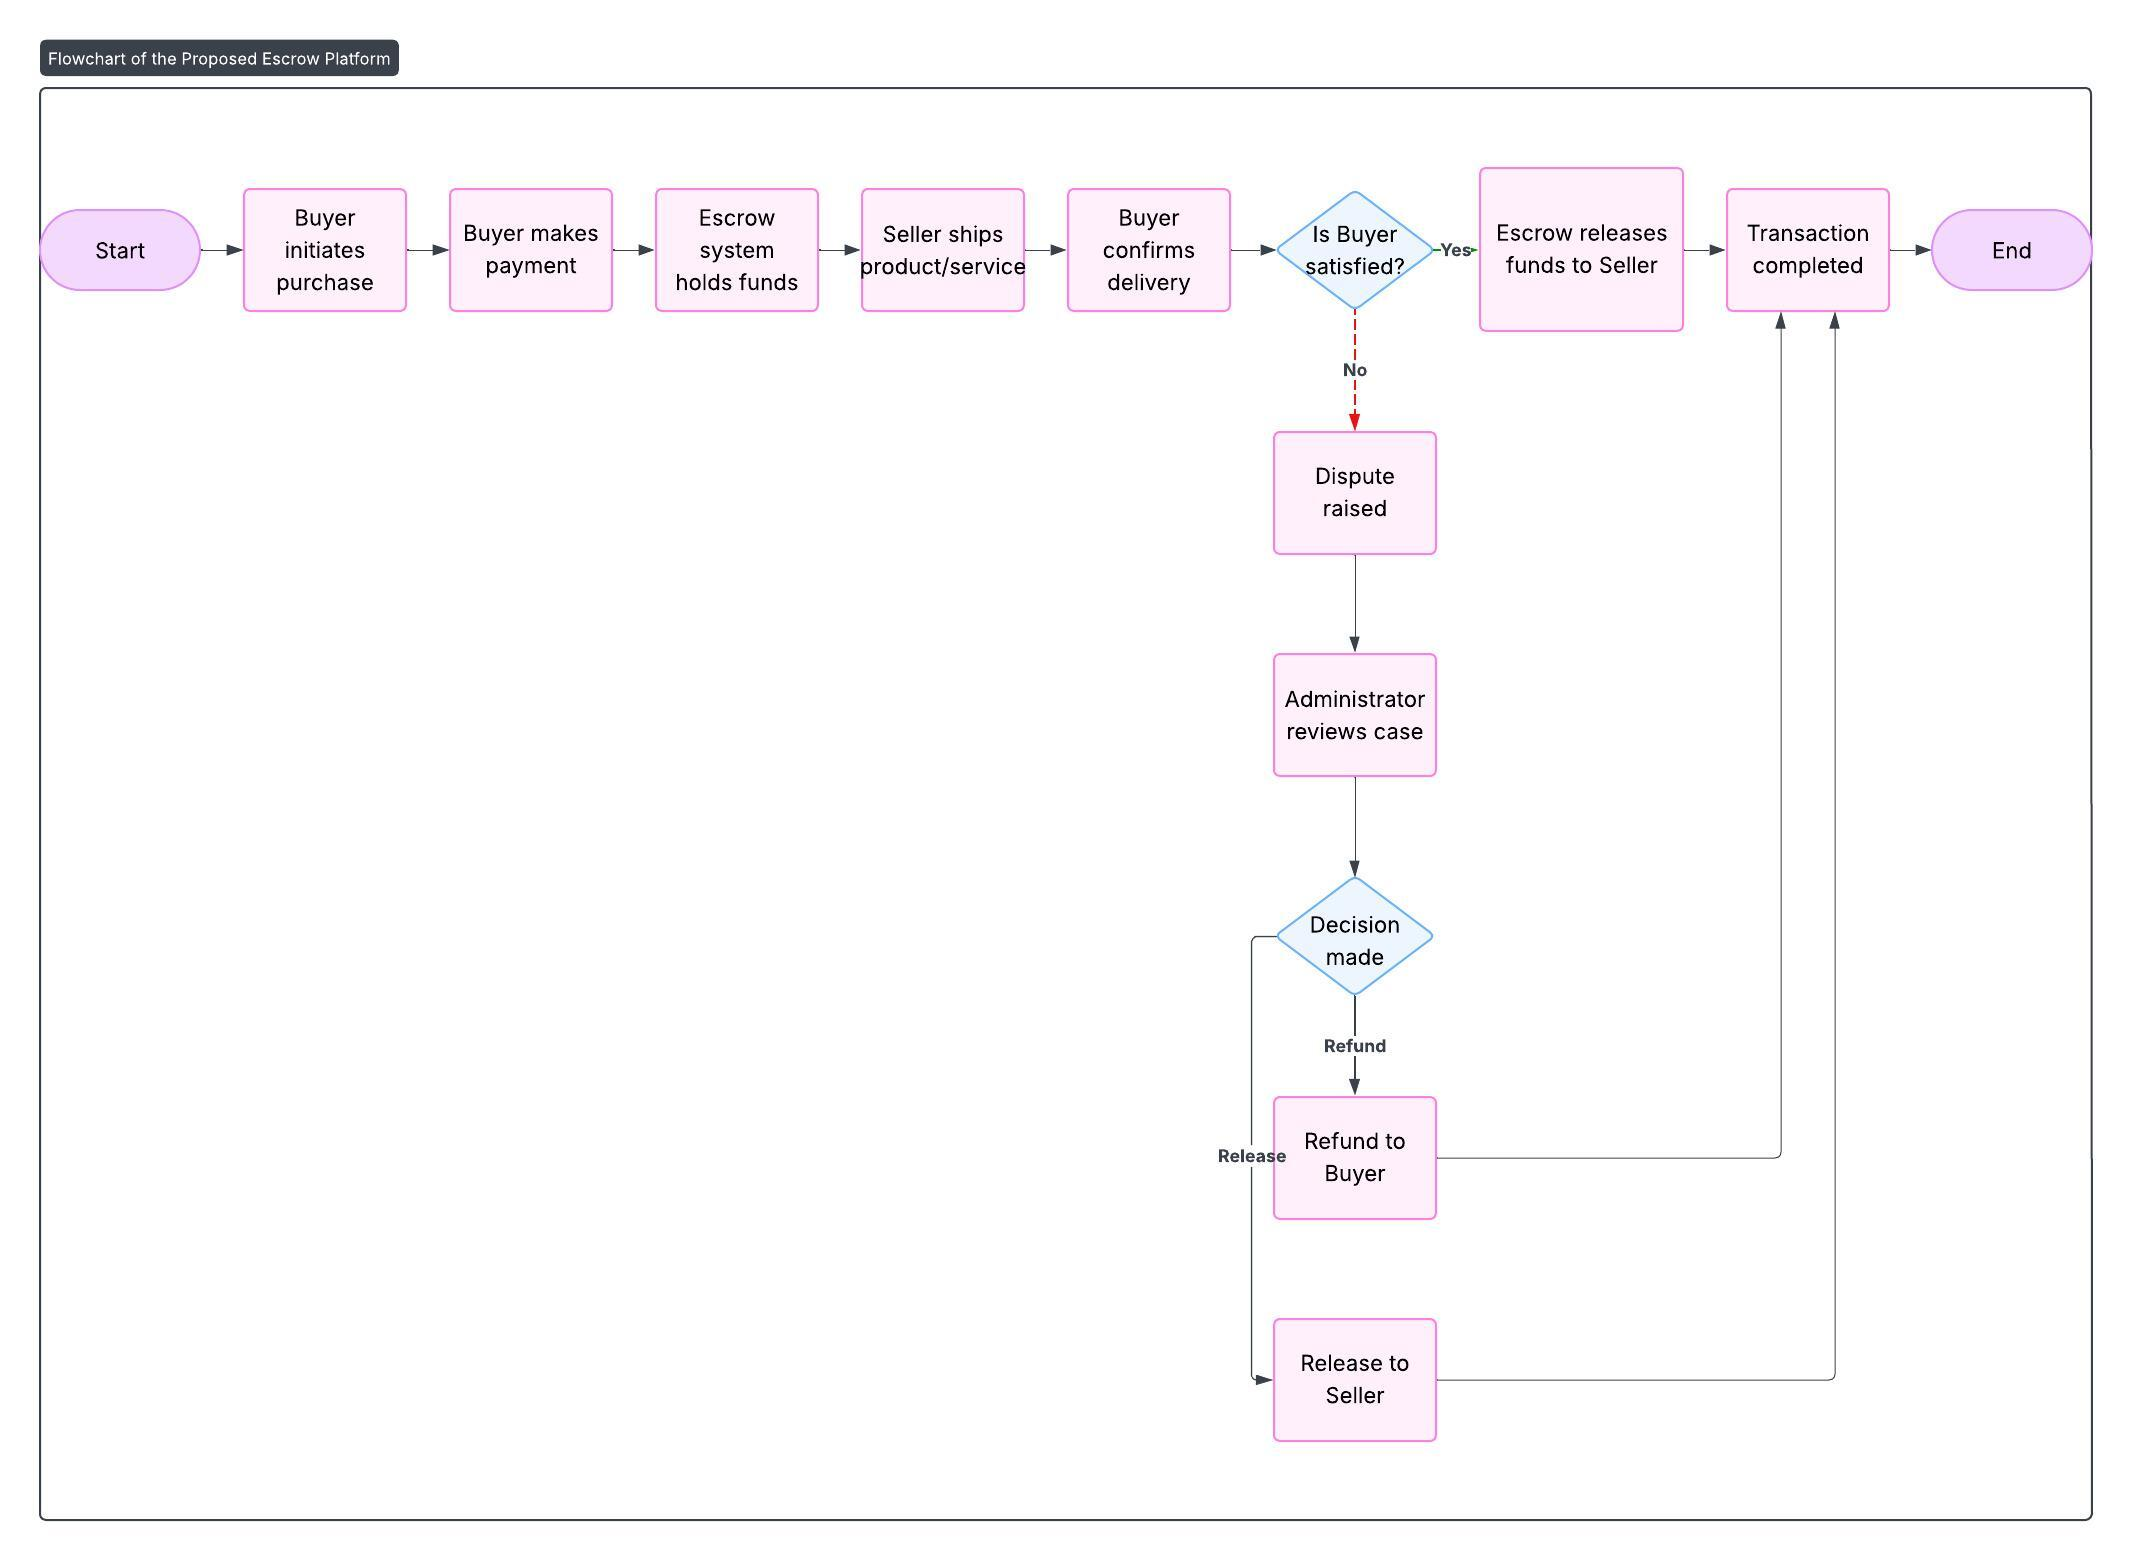 Flowchart of the Proposed Escrow Platform
Start
Buyer
initiates
purchase
Buyer makes
payment
Escrow
system
holds funds
Seller ships
product/service
Buyer
confirms
delivery
Is Buyer
satisfied?
Yes
Escrow releases
funds to Seller
Transaction
completed
End
No
Dispute
raised
Administrator
reviews case
Decision
made
Refund
Refund to
Buyer
Release
Release to
Seller